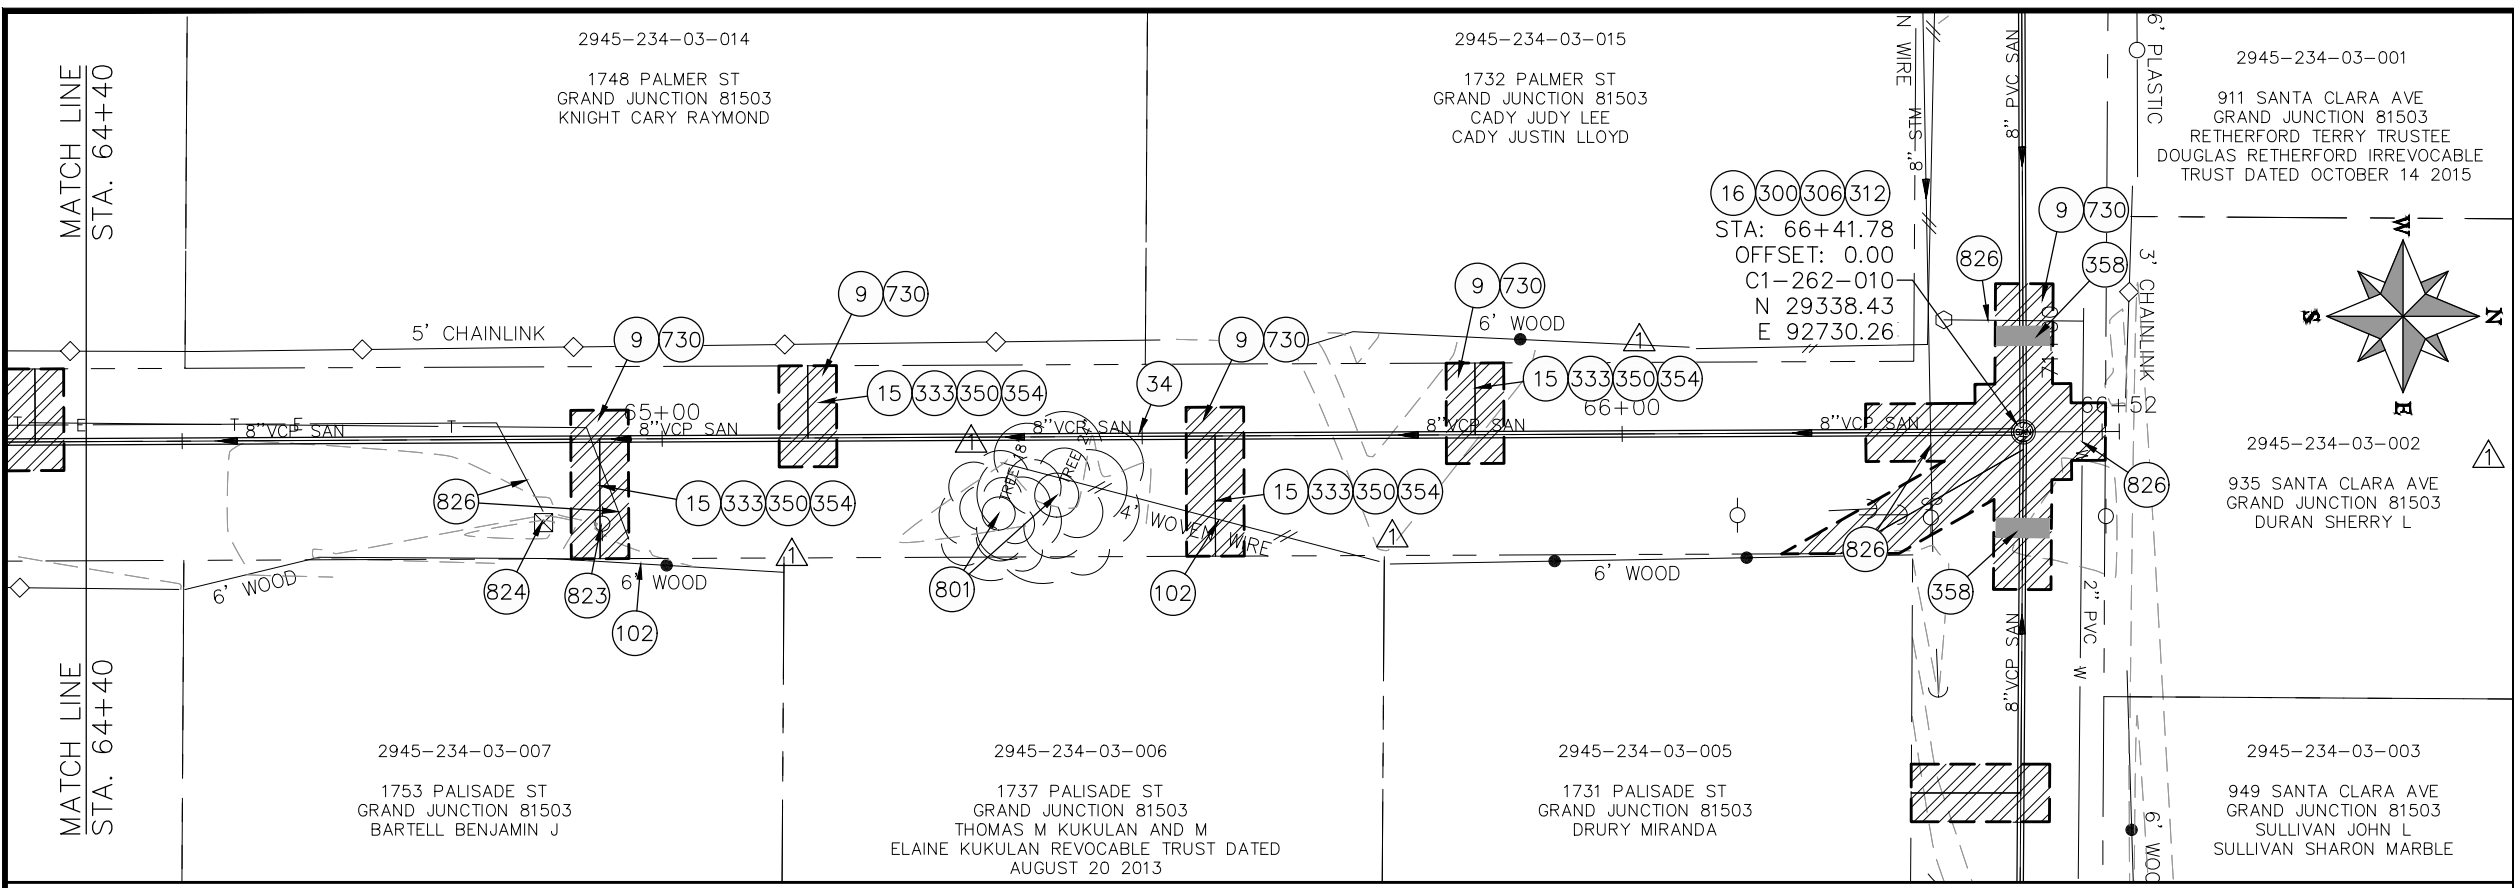 MATCH LINE
STA. 64+40
2945-234-03-014
1748 PALMER ST
GRAND JUNCTION 81503
KNIGHT CARY RAYMOND
2945-234-03-015
1732 PALMER ST
GRAND JUNCTION 81503
CADY JUDY LEE
CADY JUSTIN LLOYD
N WIRE
8" STM
8" PVC SAN
6' PLASTIC
2945-234-03-001
911 SANTA CLARA AVE
GRAND JUNCTION 81503
RETHERFORD TERRY TRUSTEE
DOUGLAS RETHERFORD IRREVOCABLE
TRUST DATED OCTOBER 14 2015
16 300 306 312
STA: 66+41.78
OFFSET: 0.00
C1-262-010
N 29338.43
E 92730.26
826
9 730
358
3' CHAINLINK
W
S
N
E
5' CHAINLINK
9 730
9 730
9 730
9 730
6' WOOD
1
15 333 350 354
34
15 333 350 354
T E T E T
65+00
66+00
66+52
8"VCP SAN
8"VCP SAN
8"VCP SAN
8"VCP SAN
8"VCP SAN
1
TREE 18"
TREE 24"
826
15 333 350 354
15 333 350 354
4' WOVEN WIRE
1
1
826
826
2945-234-03-002
1
935 SANTA CLARA AVE
GRAND JUNCTION 81503
DURAN SHERRY L
6' WOOD
824
823
6' WOOD
102
801
102
6' WOOD
358
2" PVC
W
8"VCP SAN
MATCH LINE
STA. 64+40
2945-234-03-007
1753 PALISADE ST
GRAND JUNCTION 81503
BARTELL BENJAMIN J
2945-234-03-006
1737 PALISADE ST
GRAND JUNCTION 81503
THOMAS M KUKULAN AND M
ELAINE KUKULAN REVOCABLE TRUST DATED
AUGUST 20 2013
2945-234-03-005
1731 PALISADE ST
GRAND JUNCTION 81503
DRURY MIRANDA
2945-234-03-003
949 SANTA CLARA AVE
GRAND JUNCTION 81503
SULLIVAN JOHN L
SULLIVAN SHARON MARBLE
6' WOO